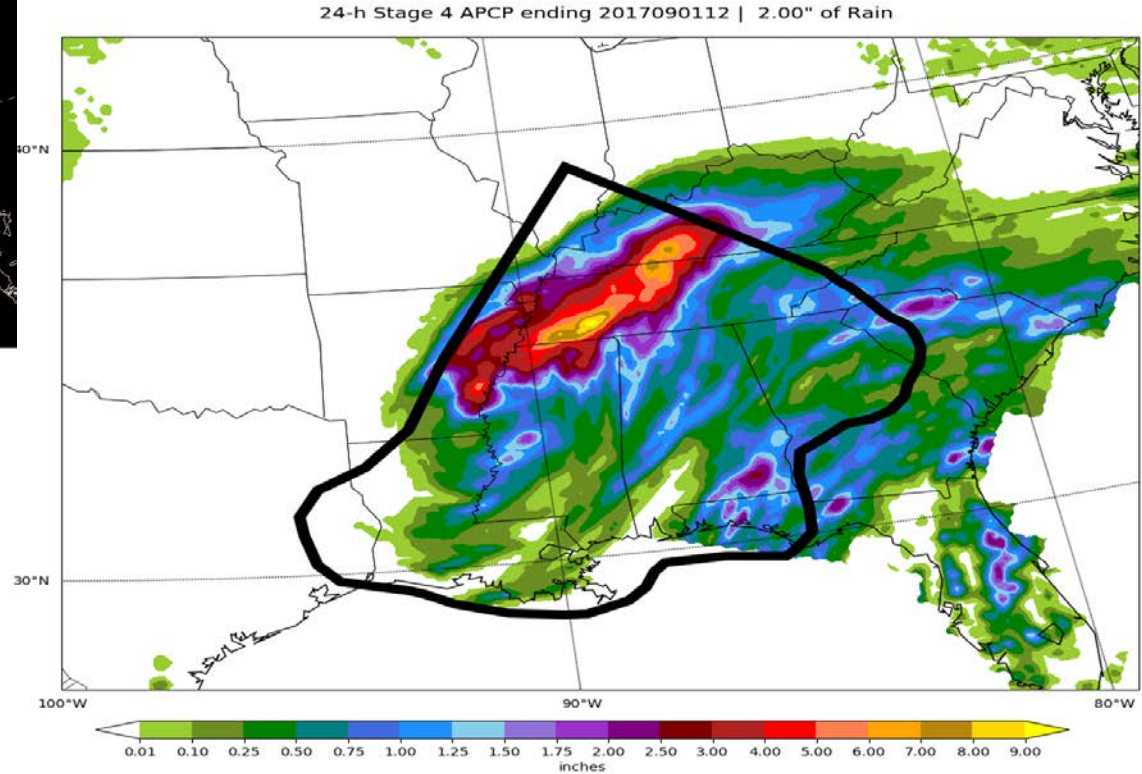 24-h Stage 4 APCP ending 2017090112 | 2.00" of Rain
40°N
30°N
100°W 90°W 80°W
0.01 0.10 0.25 0.50 0.75 1.00 1.25 1.50 1.75 2.00 2.50 3.00 4.00 5.00 6.00 7.00 8.00 9.00
inches